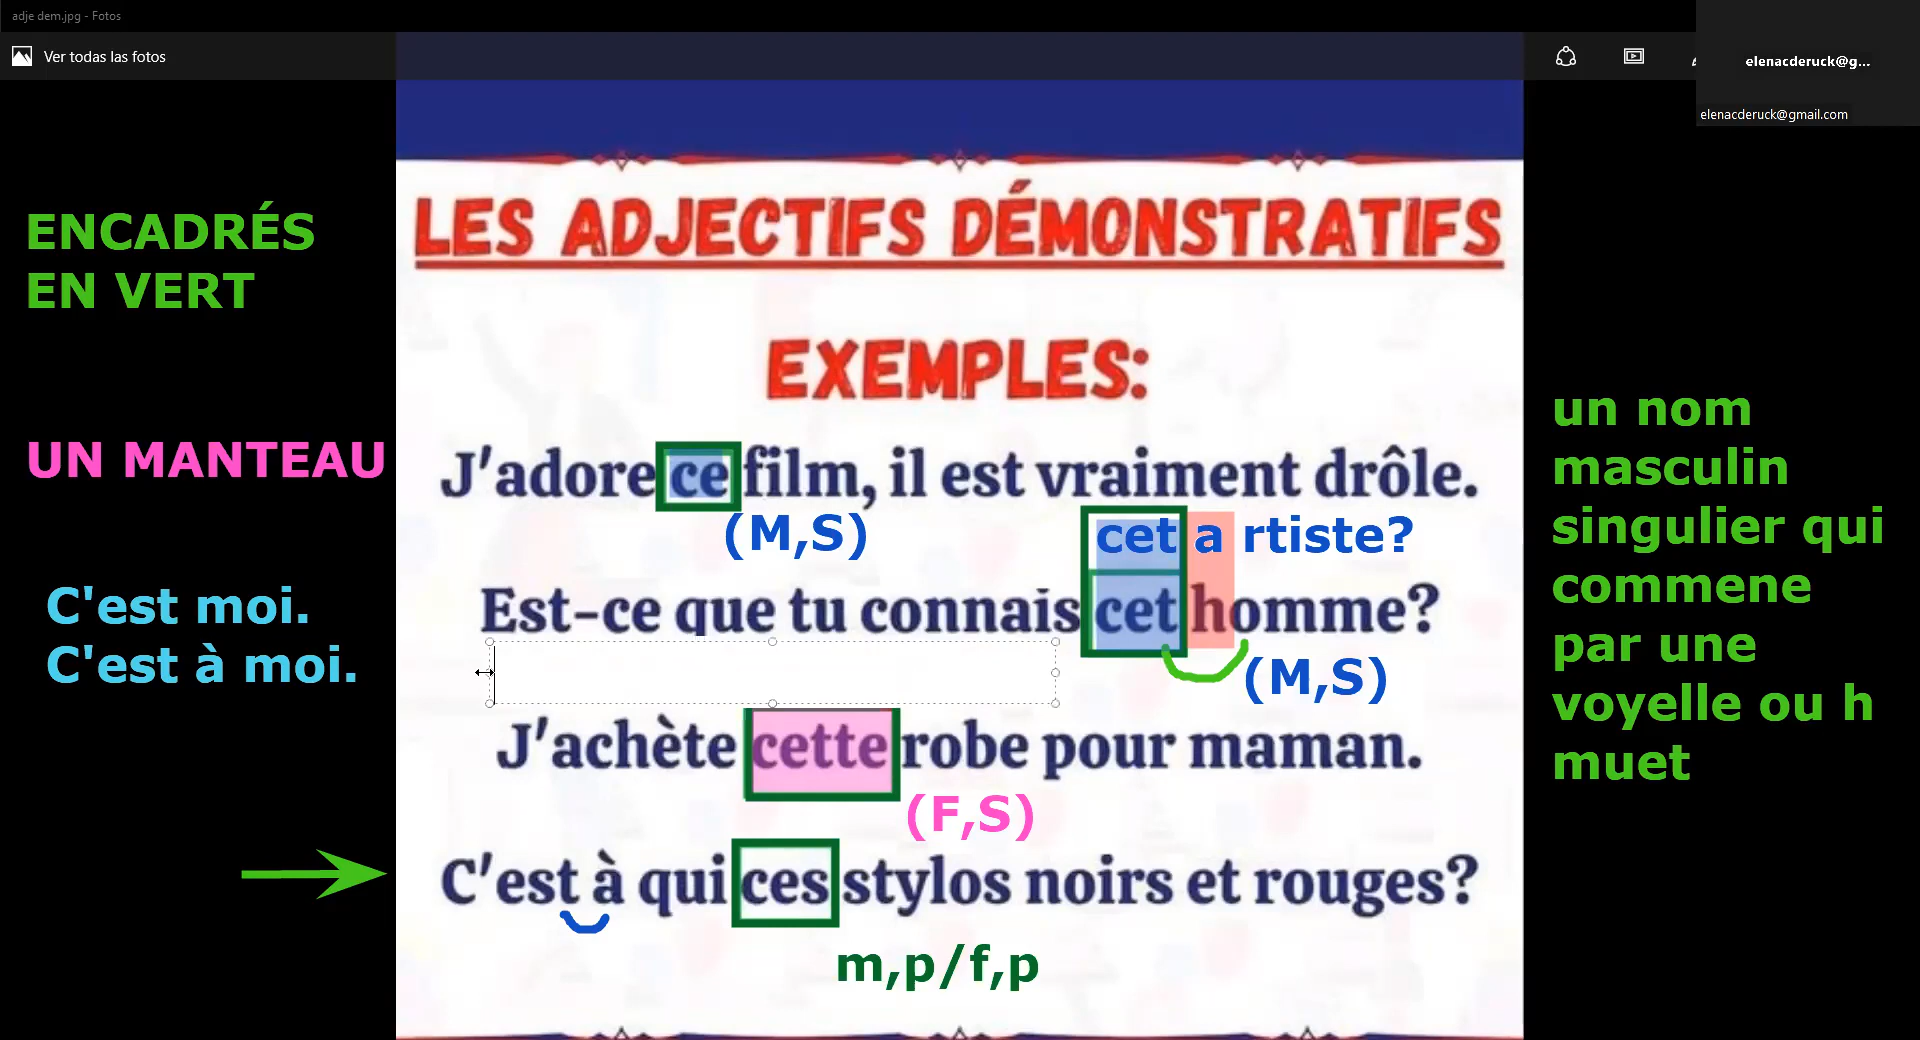 adje dem.jpg - Fotos
Ver todas las fotos
elenacderuck@g...
elenacderuck@gmail.com
LES ADJECTIFS DÉMONSTRATIFS
EXEMPLES:
ENCADRÉS
EN VERT
UN MANTEAU
C'est moi.
C'est à moi.
J'adore ce film, il est vraiment drôle.
(M,S)
cet a rtiste?
Est-ce que tu connais cet homme?
(M,S)
J'achète cette robe pour maman.
(F,S)
C'est à qui ces stylos noirs et rouges?
m,p/f,p
un nom
masculin
singulier qui
commene
par une
voyelle ou h
muet